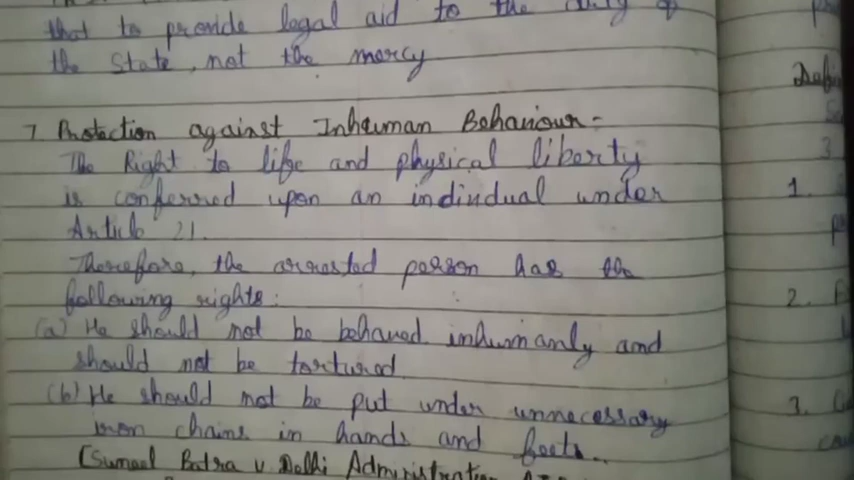 that to provide legal aid to the duty of
the State, not the mercy
7 Protection against Inhuman Behaviour:-
The Right to life and physical liberty
is conferred upon an individual under
Article 21.
Therefore, the arrested person has the
following rights:
(a) He should not be behaved inhumanly and
should not be tortured
(b) He should not be put under unnecessary
iron chains in hands and feets..
Batra v Delhi Administration
3
1.
2.
3.